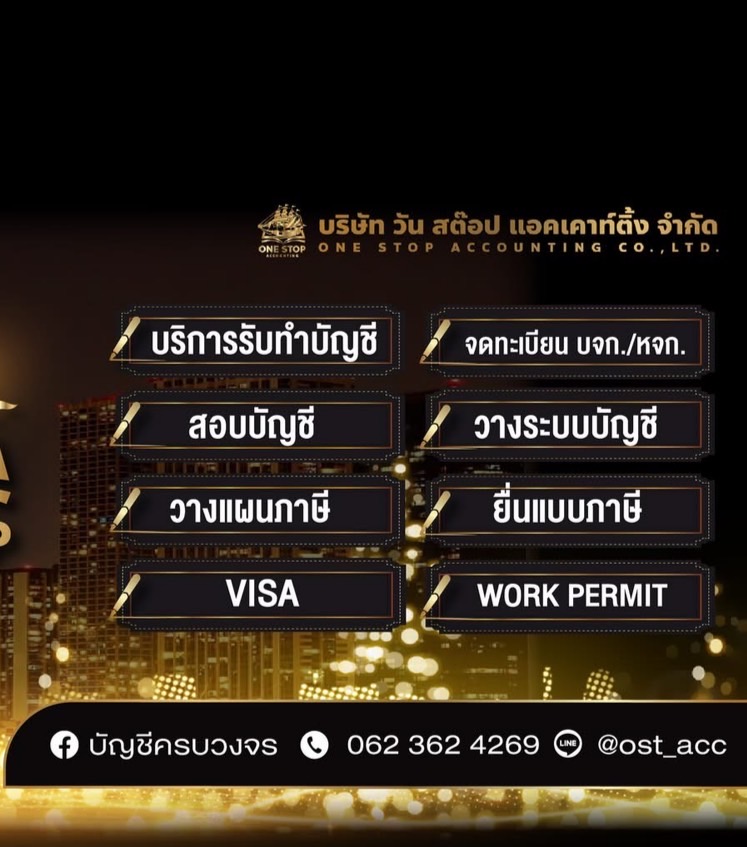 บริษัท วัน สต๊อป แอคเคาท์ติ้ง จำกัด
ONE STOP ACCOUNTING CO.,LTD.
ONE STOP
ACCOUNTING
บริการรับทำบัญชี
จดทะเบียน บจก./หจก.
สอบบัญชี
วางระบบบัญชี
วางแผนภาษี
ยื่นแบบภาษี
VISA
WORK PERMIT
บัญชีครบวงจร 062 362 4269 LINE @ost_acc